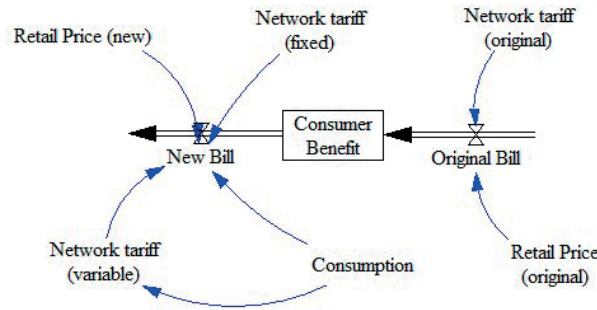 Retail Price (new)
Network tariff
(fixed)
Network tariff
(original)
Consumer
Benefit
New Bill
Original Bill
Network tariff
(variable)
Consumption
Retail Price
(original)